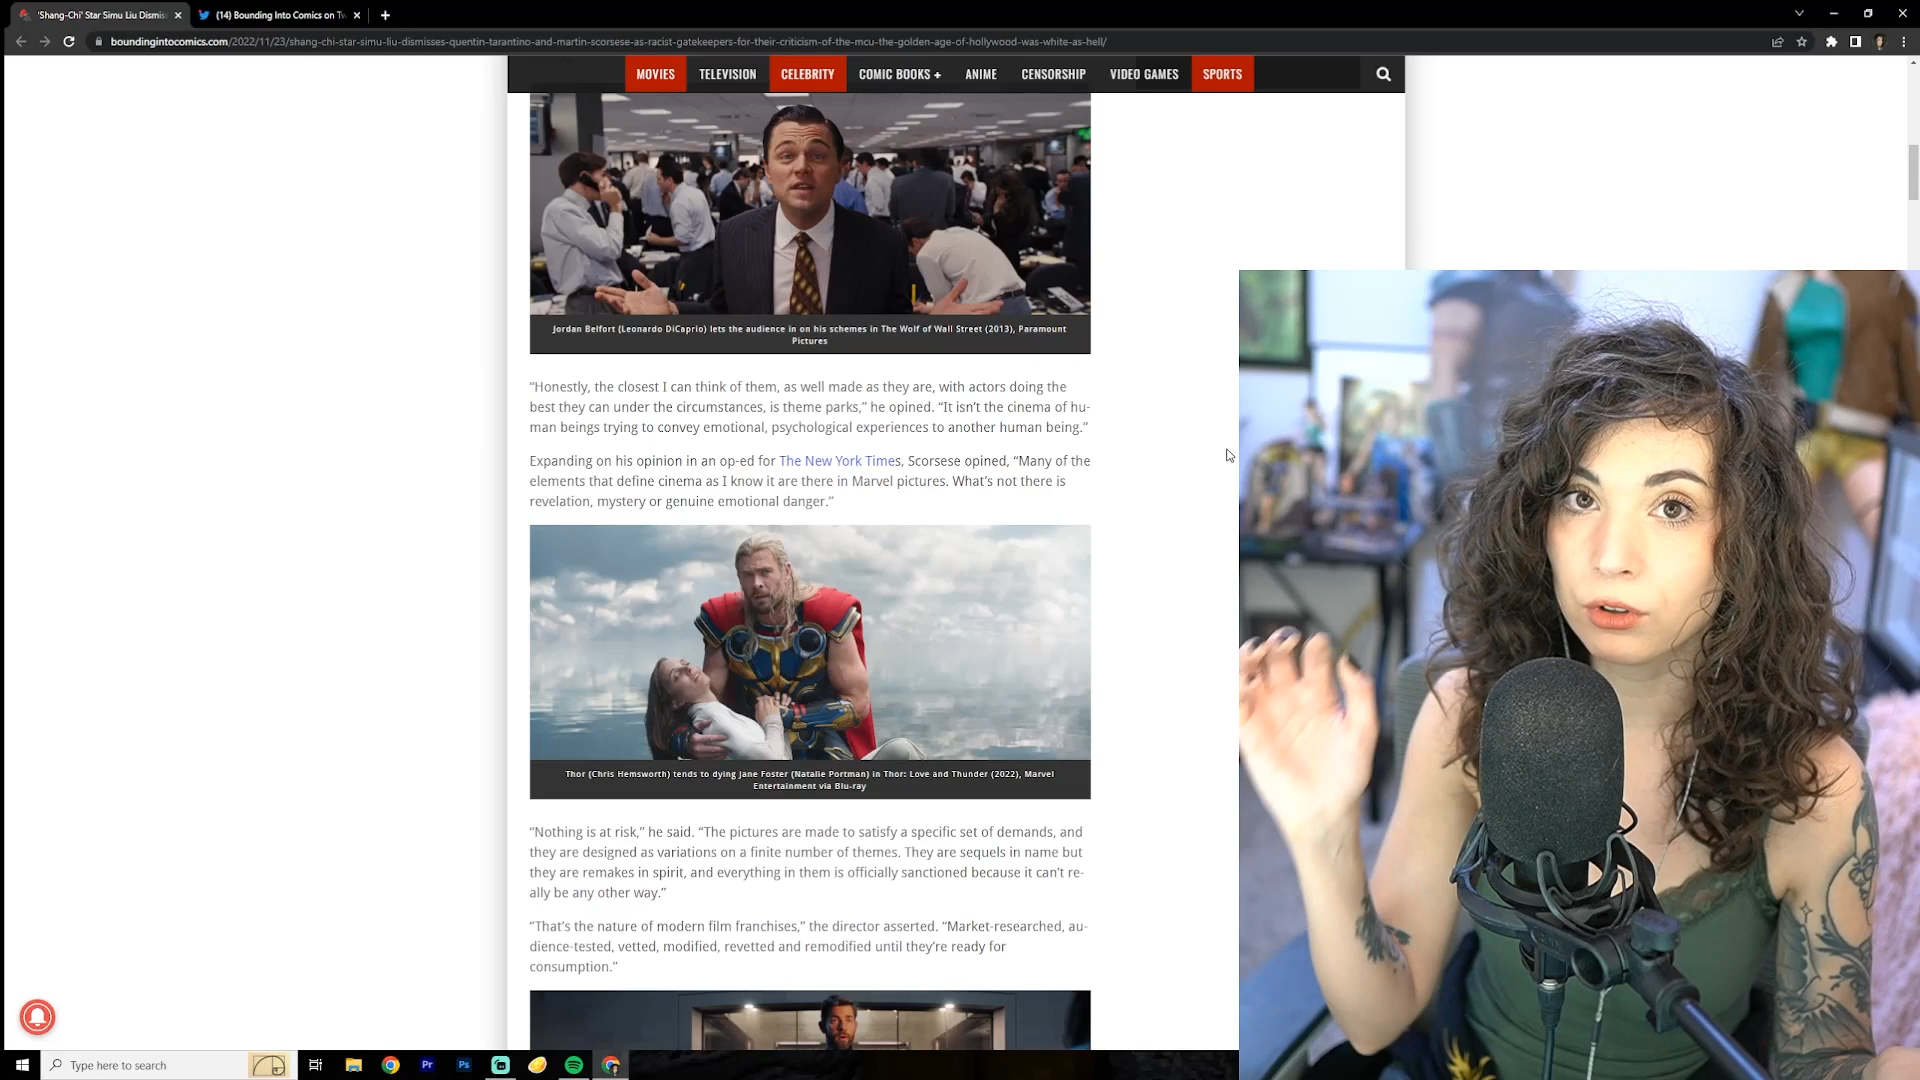 'Shang-Chi' Star Simu Liu Dismis
(14) Bounding Into Comics on Tw
boundingintocomics.com/2022/11/23/shang-chi-star-simu-liu-dismisses-quentin-tarantino-and-martin-scorsese-as-racist-gatekeepers-for-their-criticism-of-the-mcu-the-golden-age-of-hollywood-was-white-as-hell/
MOVIES TELEVISION CELEBRITY COMIC BOOKS + ANIME CENSORSHIP VIDEO GAMES SPORTS
Jordan Belfort (Leonardo DiCaprio) lets the audience in on his schemes in The Wolf of Wall Street (2013), Paramount
Pictures
“Honestly, the closest I can think of them, as well made as they are, with actors doing the
best they can under the circumstances, is theme parks,” he opined. “It isn’t the cinema of hu-
man beings trying to convey emotional, psychological experiences to another human being.”
Expanding on his opinion in an op-ed for The New York Times, Scorsese opined, “Many of the
elements that define cinema as I know it are there in Marvel pictures. What’s not there is
revelation, mystery or genuine emotional danger.”
Thor (Chris Hemsworth) tends to dying Jane Foster (Natalie Portman) in Thor: Love and Thunder (2022), Marvel
Entertainment via Blu-ray
“Nothing is at risk,” he said. “The pictures are made to satisfy a specific set of demands, and
they are designed as variations on a finite number of themes. They are sequels in name but
they are remakes in spirit, and everything in them is officially sanctioned because it can’t re-
ally be any other way.”
“That’s the nature of modern film franchises,” the director asserted. “Market-researched, au-
dience-tested, vetted, modified, revetted and remodified until they’re ready for
consumption.”
Type here to search
Pr
Ps